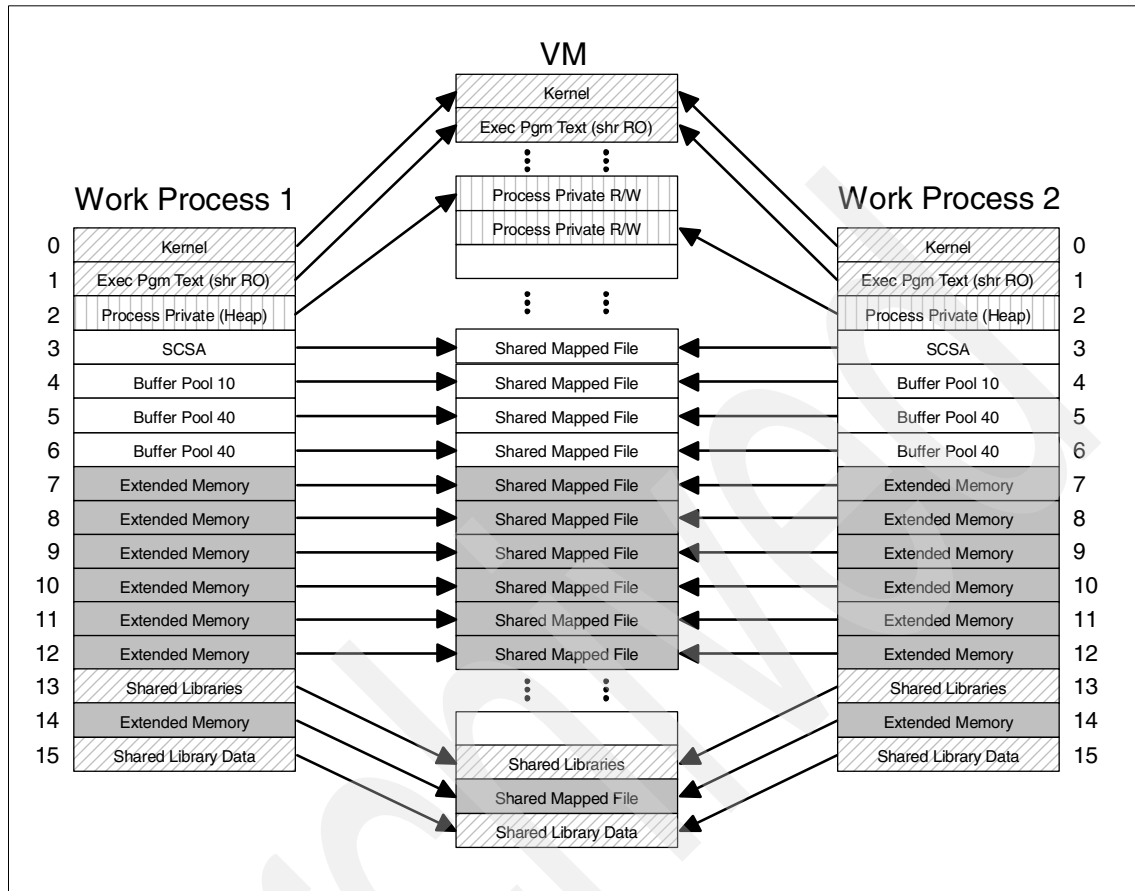 VM
Kernel
Exec Pgm Text (shr RO)
Process Private R/W
Process Private R/W
Shared Mapped File
Shared Mapped File
Shared Mapped File
Shared Mapped File
Shared Mapped File
Shared Mapped File
Shared Mapped File
Shared Mapped File
Shared Mapped File
Shared Mapped File
Shared Libraries
Shared Mapped File
Shared Library Data
Work Process 1
0 Kernel
1 Exec Pgm Text (shr RO)
2 Process Private (Heap)
3 SCSA
4 Buffer Pool 10
5 Buffer Pool 40
6 Buffer Pool 40
7 Extended Memory
8 Extended Memory
9 Extended Memory
10 Extended Memory
11 Extended Memory
12 Extended Memory
13 Shared Libraries
14 Extended Memory
15 Shared Library Data
Work Process 2
Kernel 0
Exec Pgm Text (shr RO) 1
Process Private (Heap) 2
SCSA 3
Buffer Pool 10 4
Buffer Pool 40 5
Buffer Pool 40 6
Extended Memory 7
Extended Memory 8
Extended Memory 9
Extended Memory 10
Extended Memory 11
Extended Memory 12
Shared Libraries 13
Extended Memory 14
Shared Library Data 15